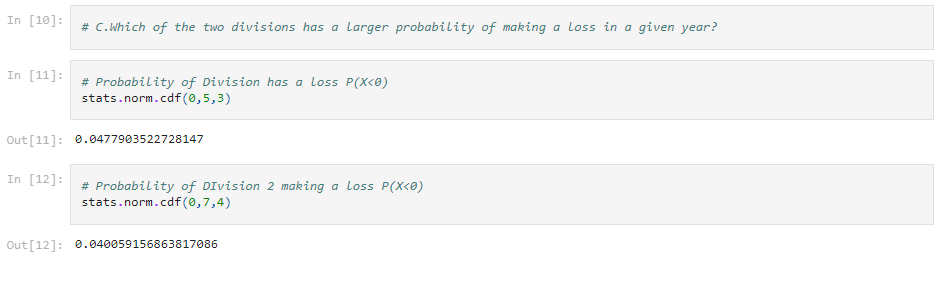 In [10]: # C.Which of the two divisions has a larger probability of making a loss in a given year?
In [11]: # Probability of Division has a loss P(X<0)
stats.norm.cdf(0,5,3)
Out[11]: 0.0477903522728147
In [12]: # Probability of DIvision 2 making a loss P(X<0)
stats.norm.cdf(0,7,4)
Out[12]: 0.040059156863817086